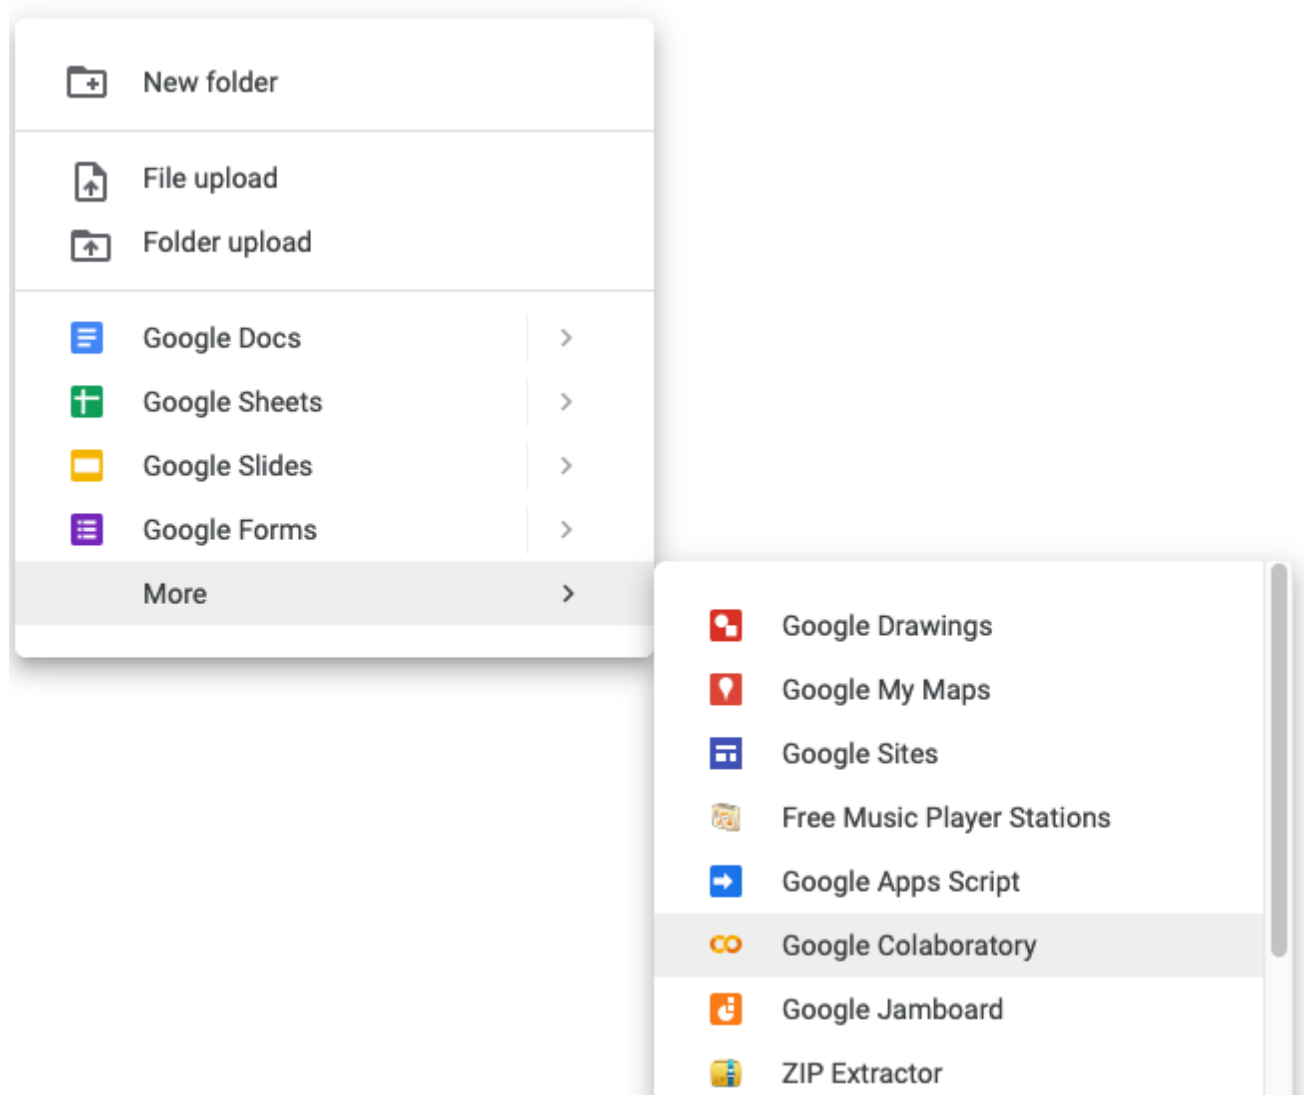 New folder
File upload
Folder upload
Google Docs
Google Sheets
Google Slides
Google Forms
More
Google Drawings
Google My Maps
Google Sites
Free Music Player Stations
Google Apps Script
Google Colaboratory
Google Jamboard
ZIP Extractor